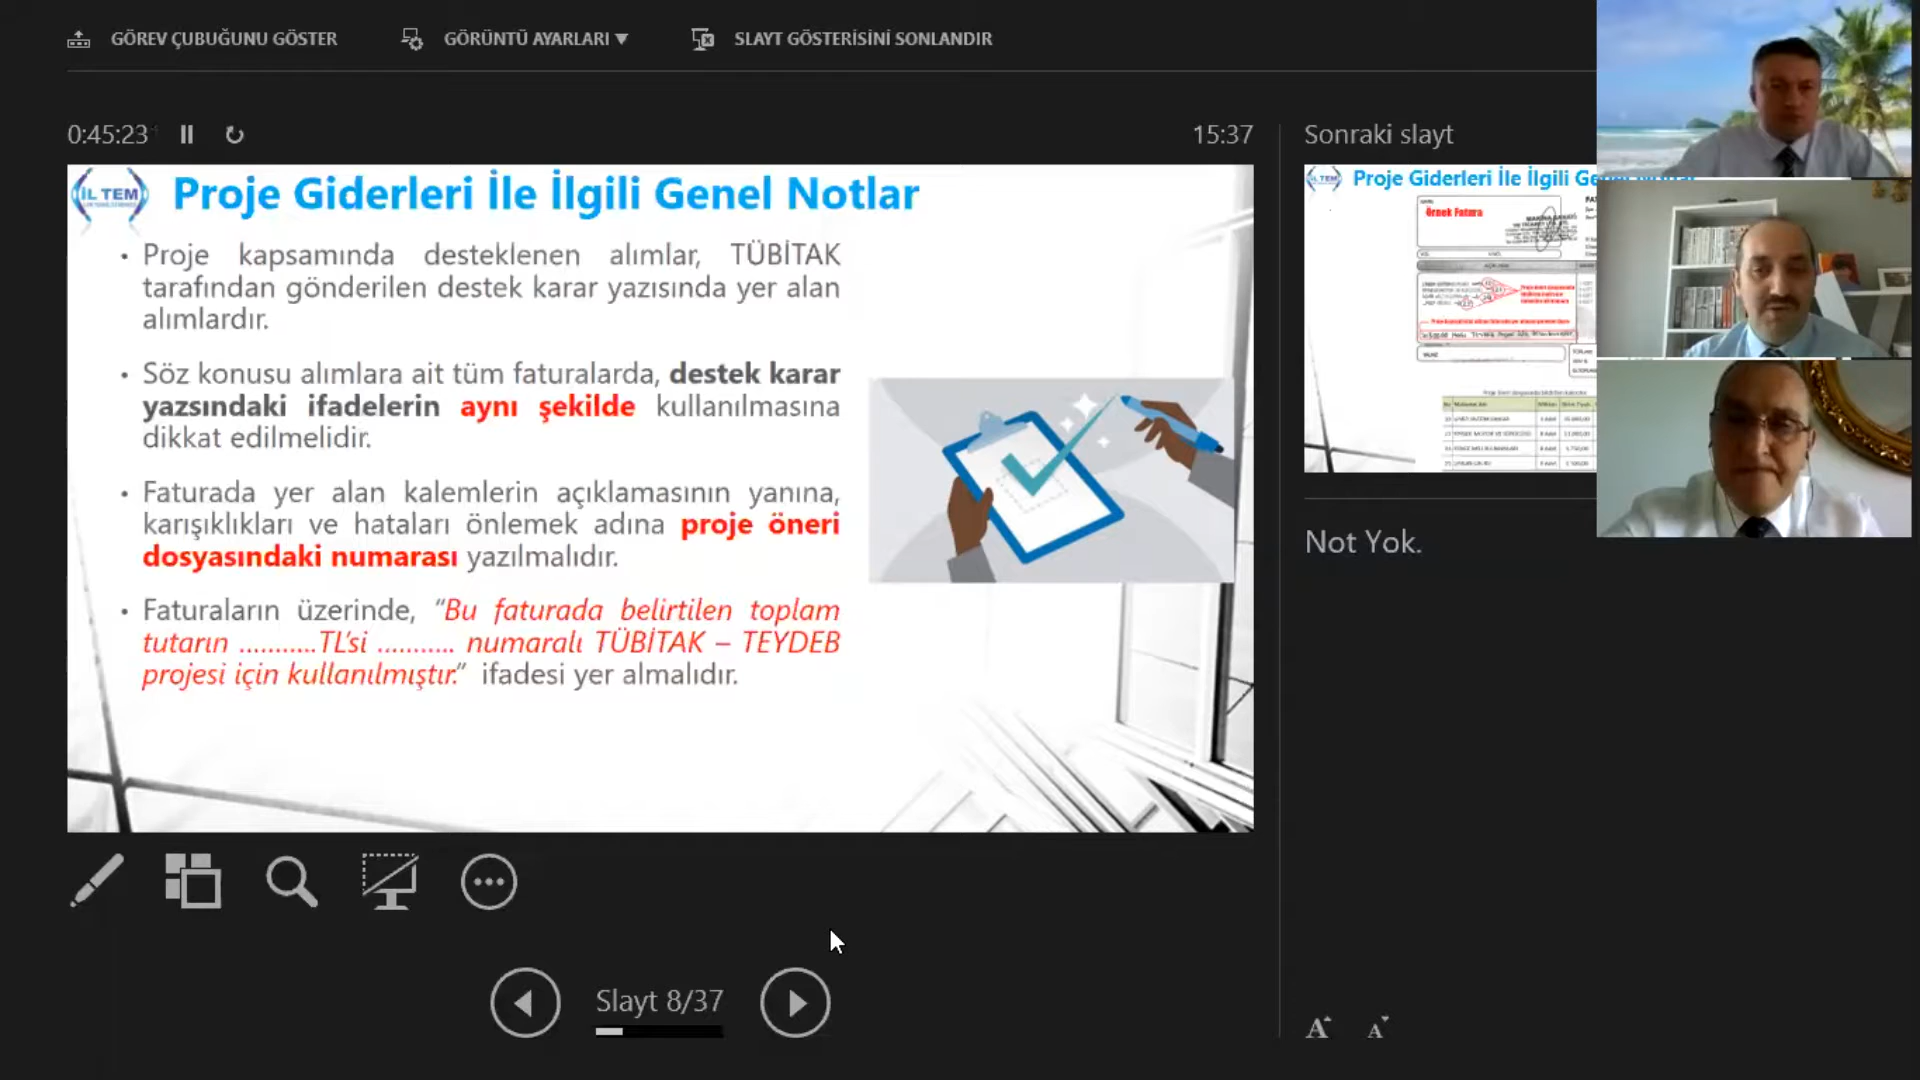 GÖREV ÇUBUĞUNU GÖSTER
GÖRÜNTÜ AYARLARI ▼
SLAYT GÖSTERİSİNİ SONLANDIR
0:45:23
15:37
İL TEM
Proje Giderleri İle İlgili Genel Notlar
• Proje kapsamında desteklenen alımlar, TÜBİTAK
tarafından gönderilen destek karar yazısında yer alan
alımlardır.
• Söz konusu alımlara ait tüm faturalarda, destek karar
yazsındaki ifadelerin aynı şekilde kullanılmasına
dikkat edilmelidir.
• Faturada yer alan kalemlerin açıklamasının yanına,
karışıklıkları ve hataları önlemek adına proje öneri
dosyasındaki numarası yazılmalıdır.
• Faturaların üzerinde, “Bu faturada belirtilen toplam
tutarın ...........TL’si ........... numaralı TÜBİTAK – TEYDEB
projesi için kullanılmıştır.” ifadesi yer almalıdır.
Slayt 8/37
Sonraki slayt
İL TEM
Proje Giderleri İle İlgili Genel Notlar
Örnek Fatura
Not Yok.
A A